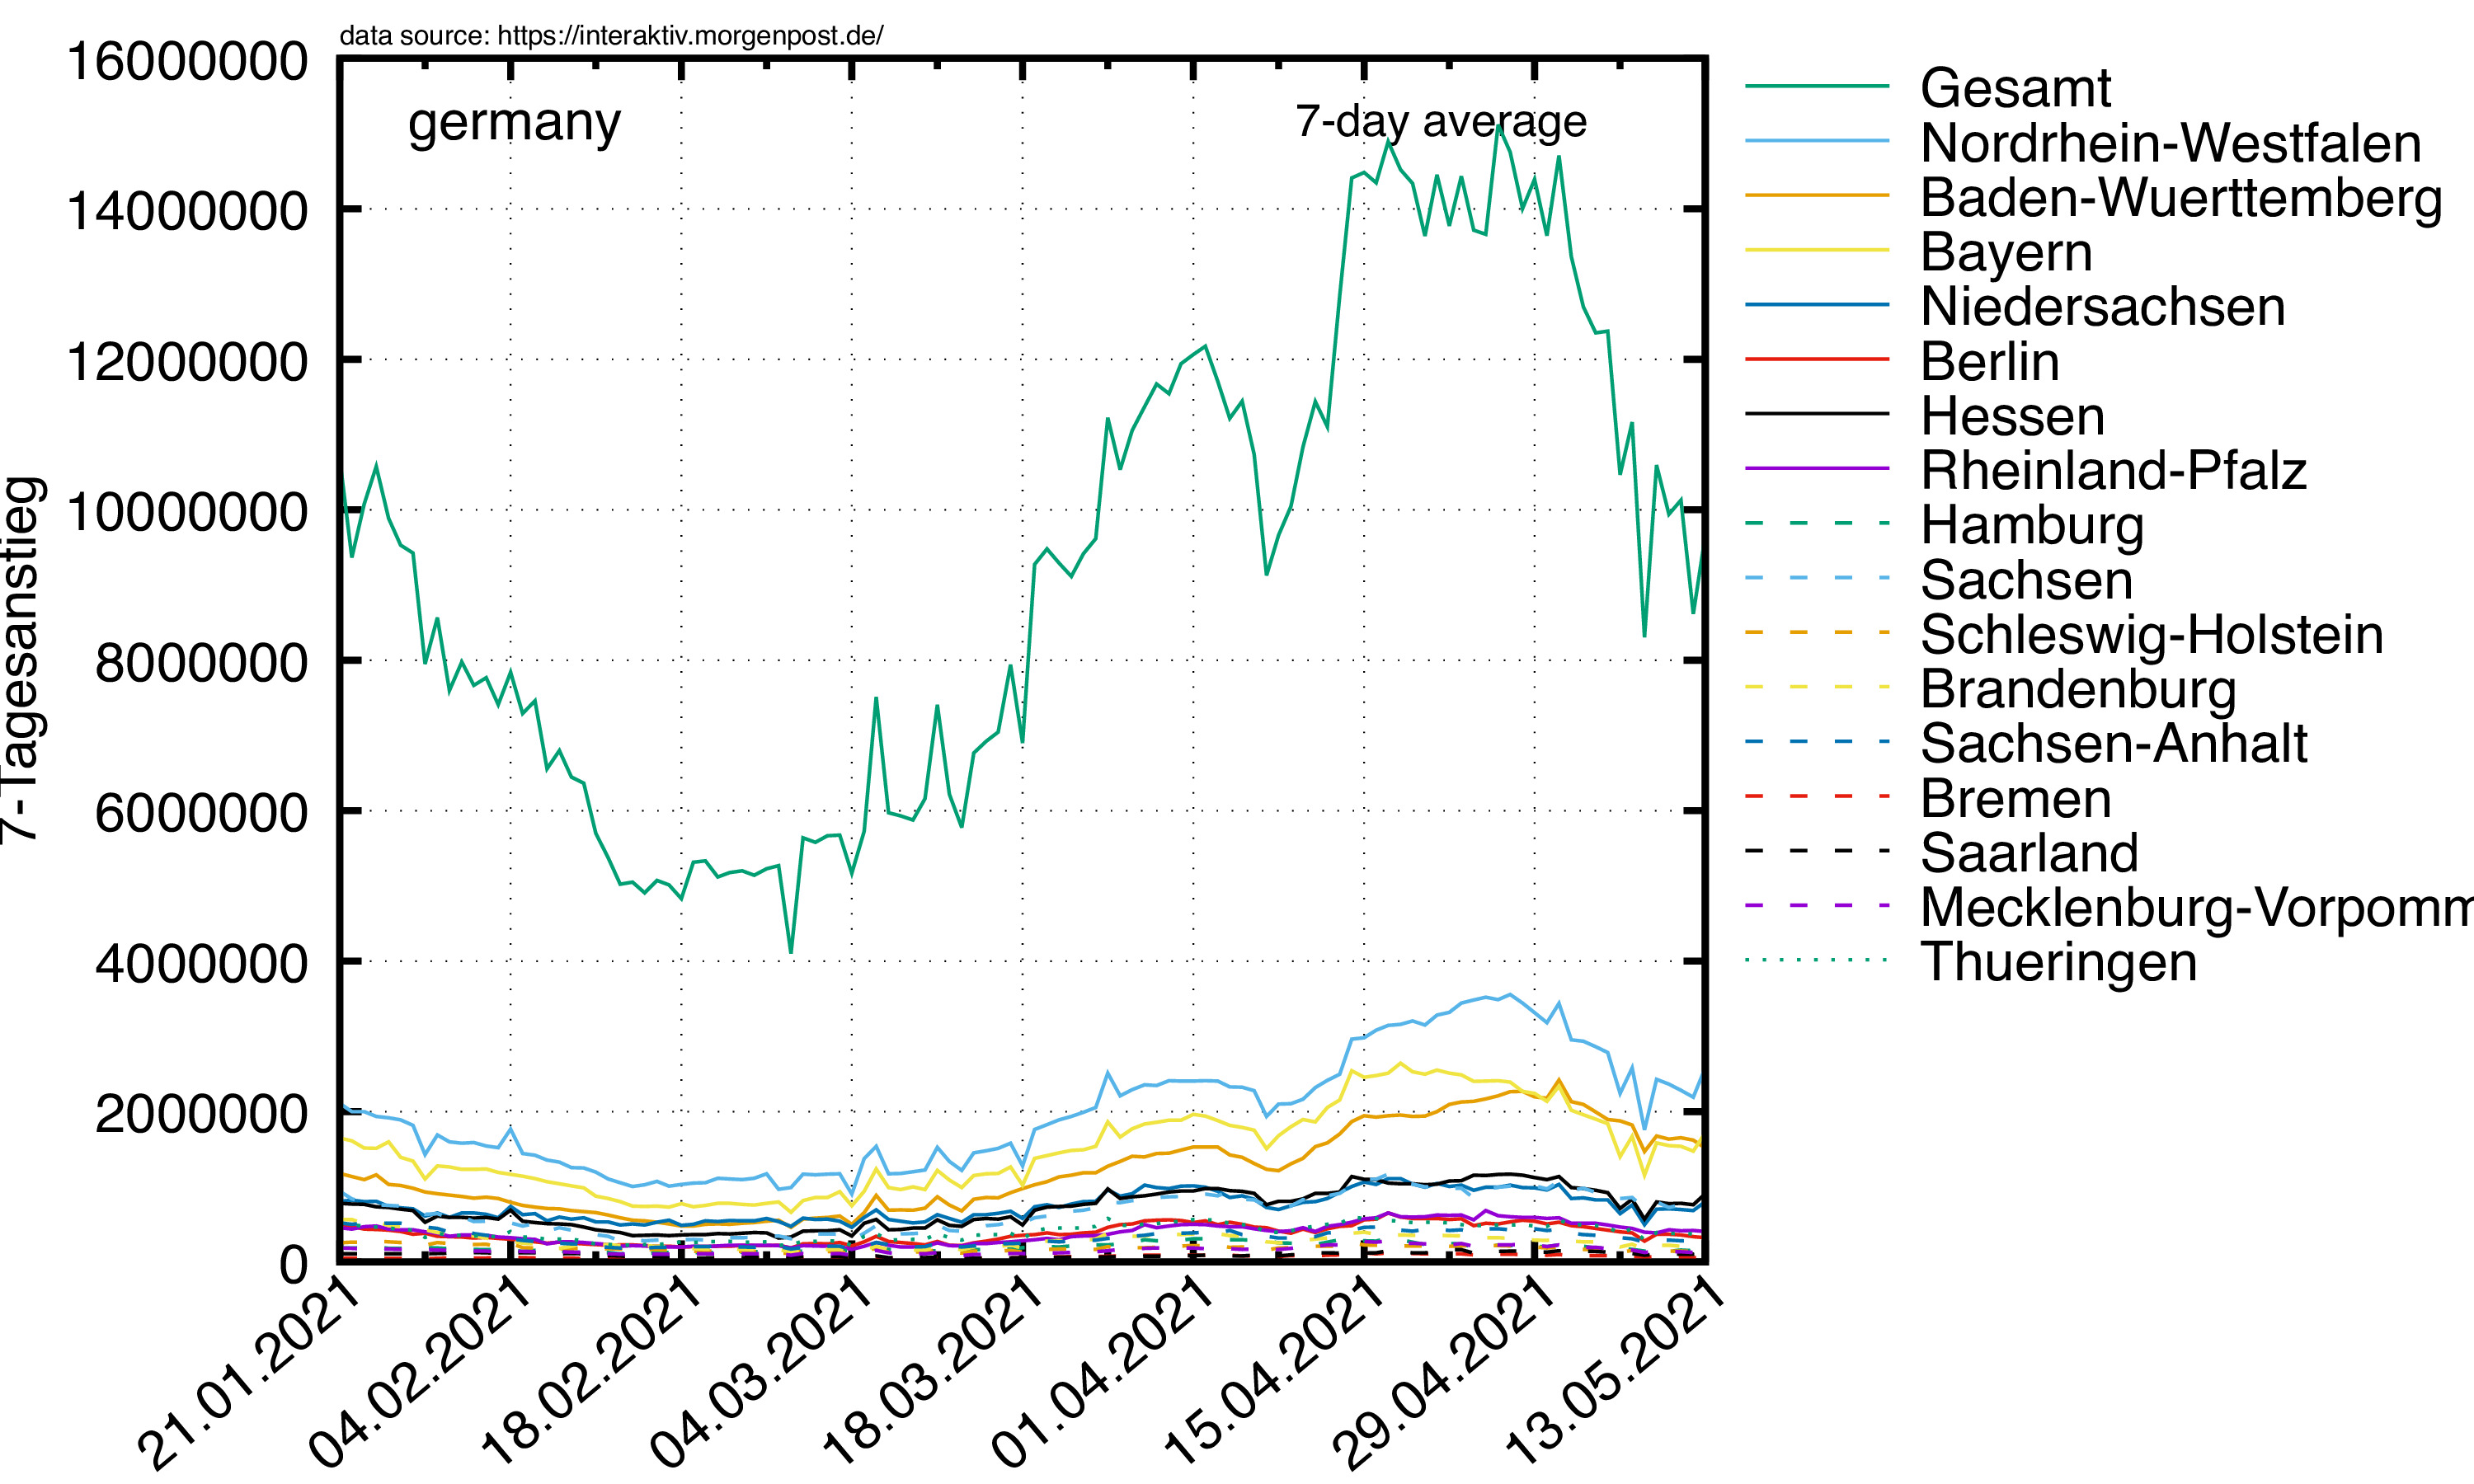 data source: https://interaktiv.morgenpost.de/
germany
7-day average
7-Tagesanstieg
16000000
14000000
12000000
10000000
8000000
6000000
4000000
2000000
0
21.01.2021
04.02.2021
18.02.2021
04.03.2021
18.03.2021
01.04.2021
15.04.2021
29.04.2021
13.05.2021
Gesamt
Nordrhein-Westfalen
Baden-Wuerttemberg
Bayern
Niedersachsen
Berlin
Hessen
Rheinland-Pfalz
Hamburg
Sachsen
Schleswig-Holstein
Brandenburg
Sachsen-Anhalt
Bremen
Saarland
Mecklenburg-Vorpomm
Thueringen